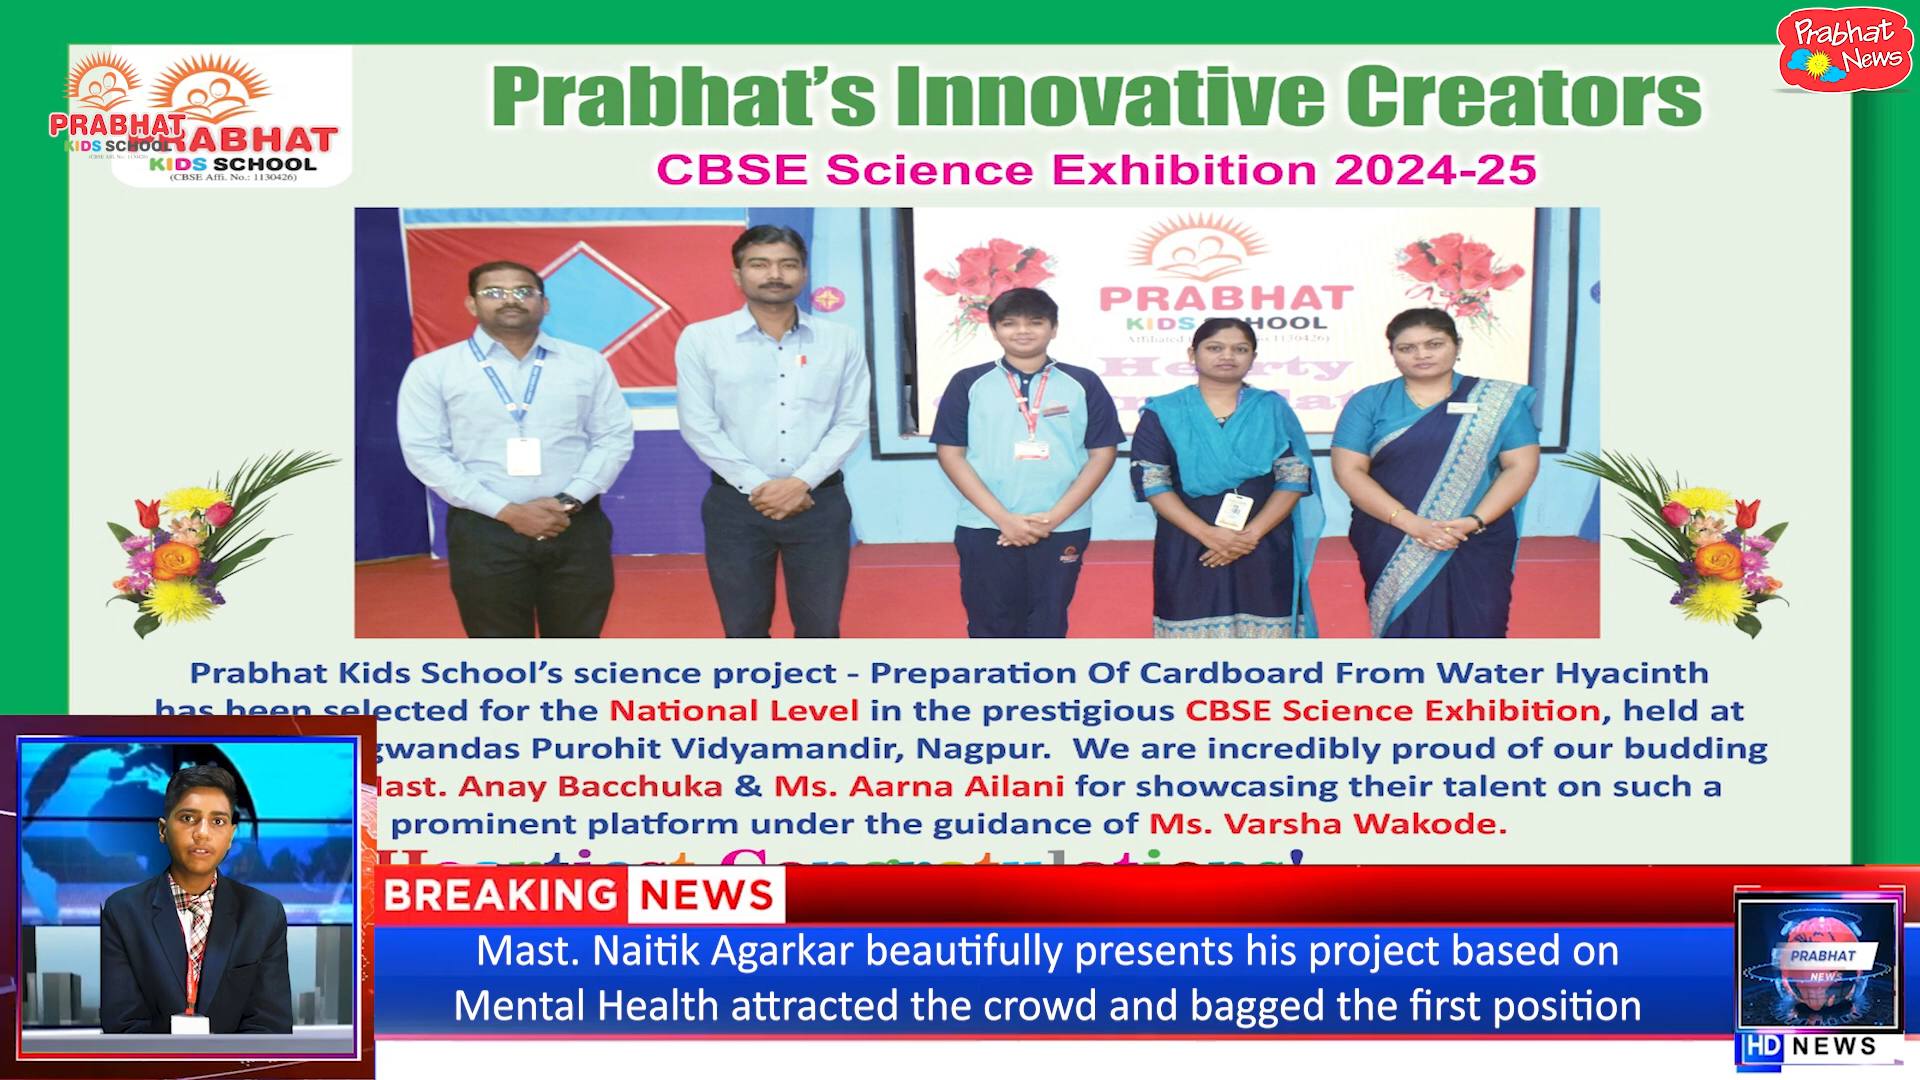 Prabhat News
PRABHAT
KIDS SCHOOL
PRABHAT
KIDS SCHOOL
(CBSE Affi. No.: 1130426)
Prabhat’s Innovative Creators
CBSE Science Exhibition 2024-25
PRABHAT
KIDS SCHOOL
Hearty
Prabhat Kids School’s science project - Preparation Of Cardboard From Water Hyacinth
has been selected for the National Level in the prestigious CBSE Science Exhibition, held at
Purohit Vidyamandir, Nagpur. We are incredibly proud of our budding
Anay Bacchuka & Ms. Aarna Ailani for showcasing their talent on such a
prominent platform under the guidance of Ms. Varsha Wakode.
BREAKING NEWS
Mast. Naitik Agarkar beautifully presents his project based on
Mental Health attracted the crowd and bagged the first position
PRABHAT
NEWS
HD NEWS